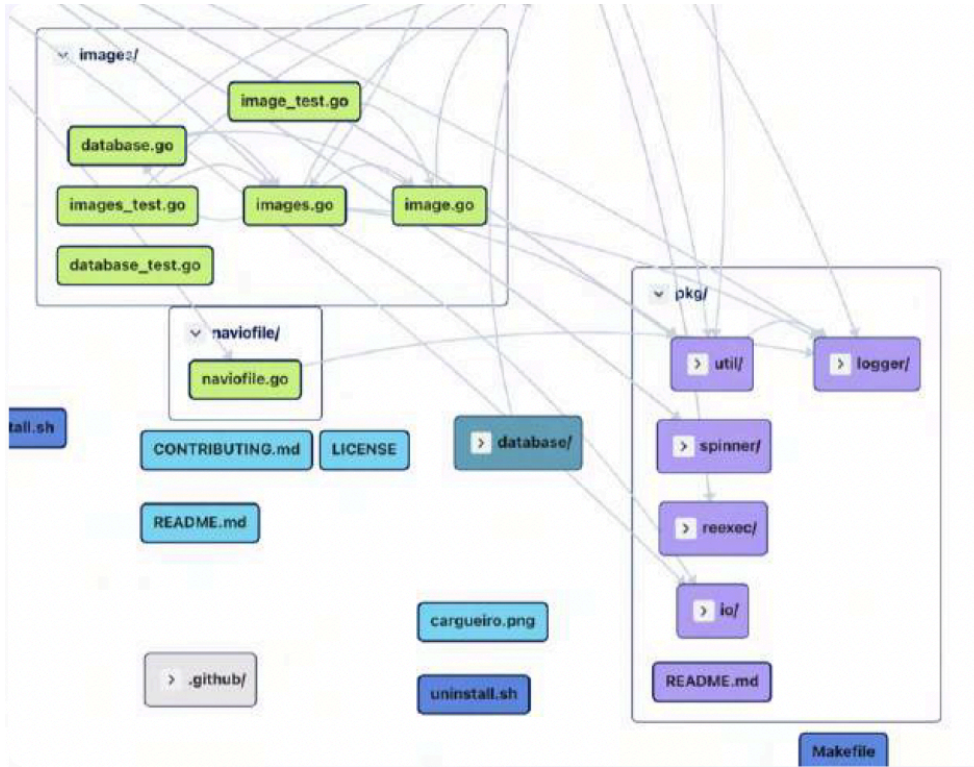 images/
image_test.go
database.go
images_test.go
images.go
image.go
database_test.go
pkg/
naviofile/
util/
logger/
naviofile.go
tall.sh
CONTRIBUTING.md
LICENSE
database/
spinner/
README.md
reexec/
io/
cargueiro.png
.github/
README.md
uninstall.sh
Makefile